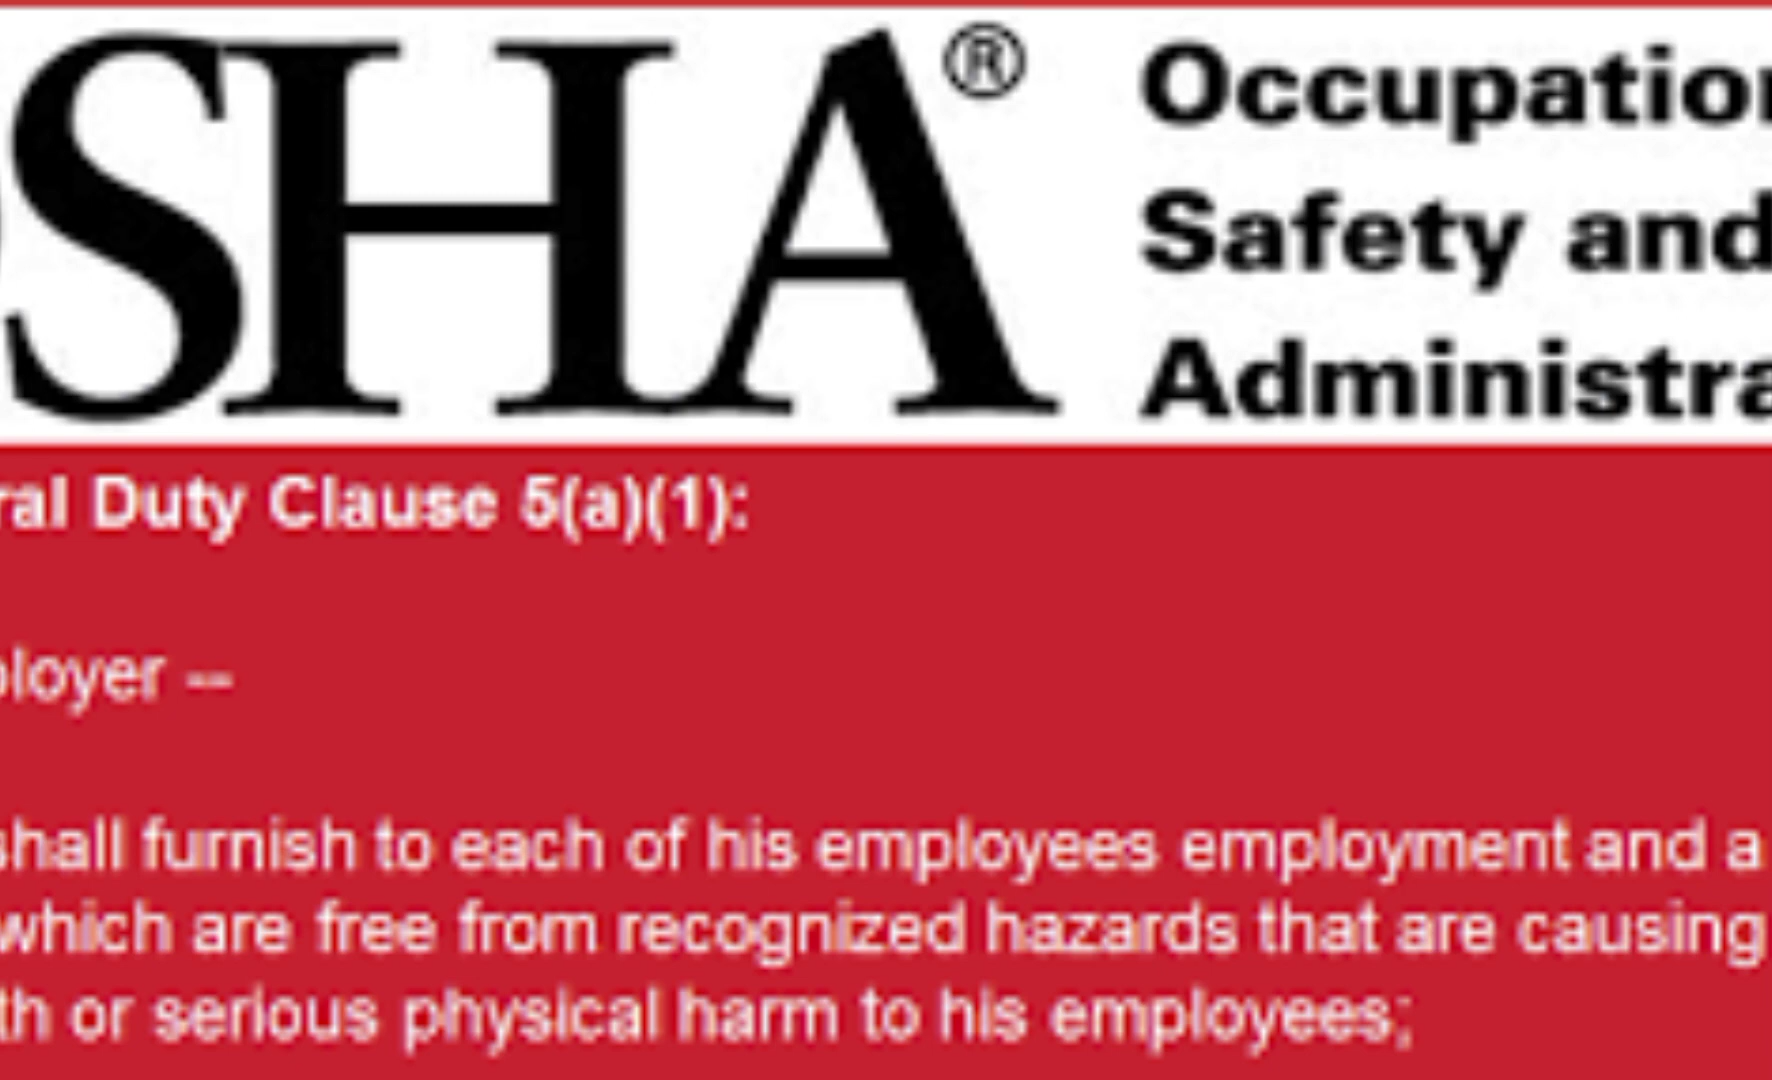 OSHA®
Occupation
Safety and
Administra
ral Duty Clause 5(a)(1):
ployer --
shall furnish to each of his employees employment and a
which are free from recognized hazards that are causing
th or serious physical harm to his employees;